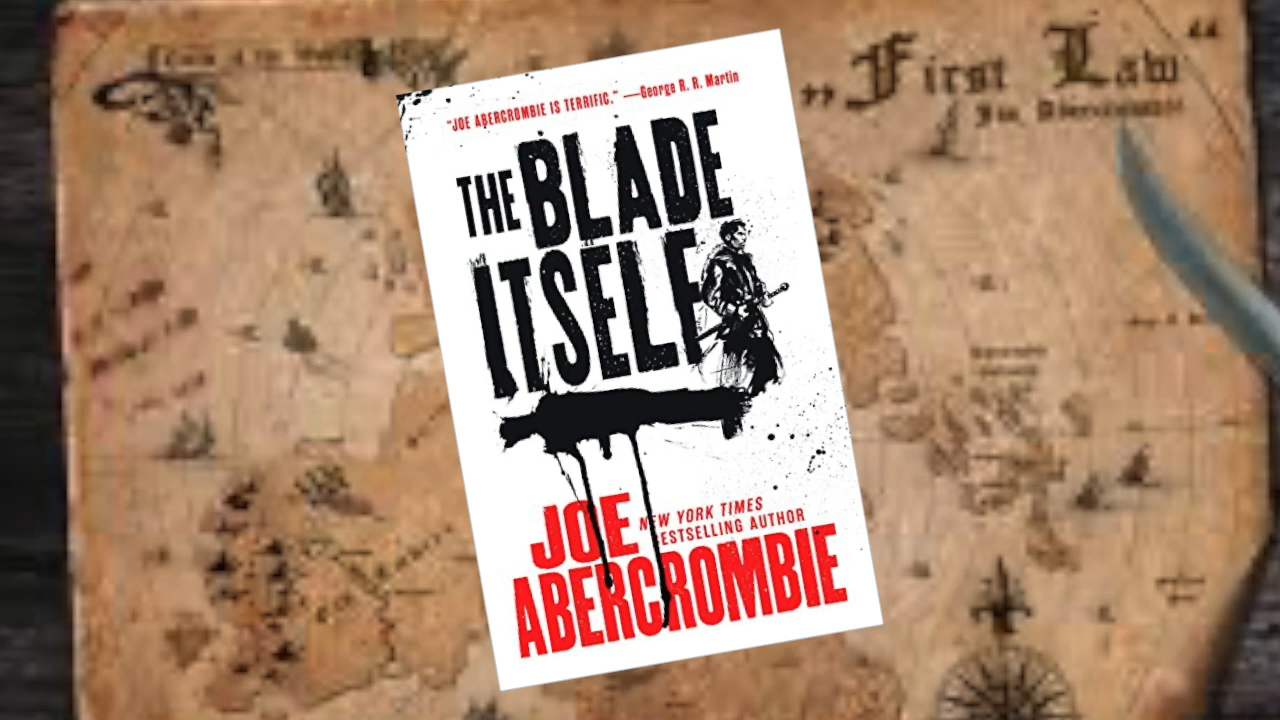 "JOE ABERCROMBIE IS TERRIFIC." —George R. R. Martin
THE BLADE
ITSELF
JOE
NEW YORK TIMES
BESTSELLING AUTHOR
ABERCROMBIE
„First Law“